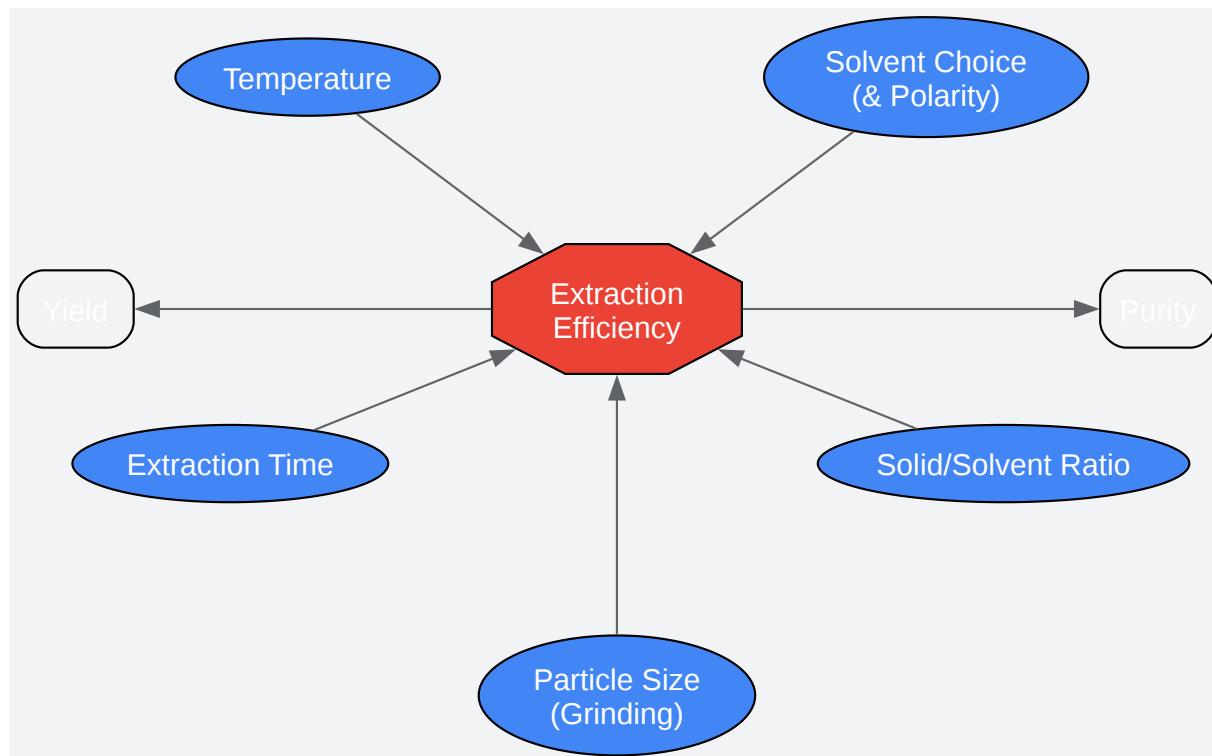 Temperature
Solvent Choice
(& Polarity)
Extraction
Efficiency
Yield
Purity
Extraction Time
Solid/Solvent Ratio
Particle Size
(Grinding)